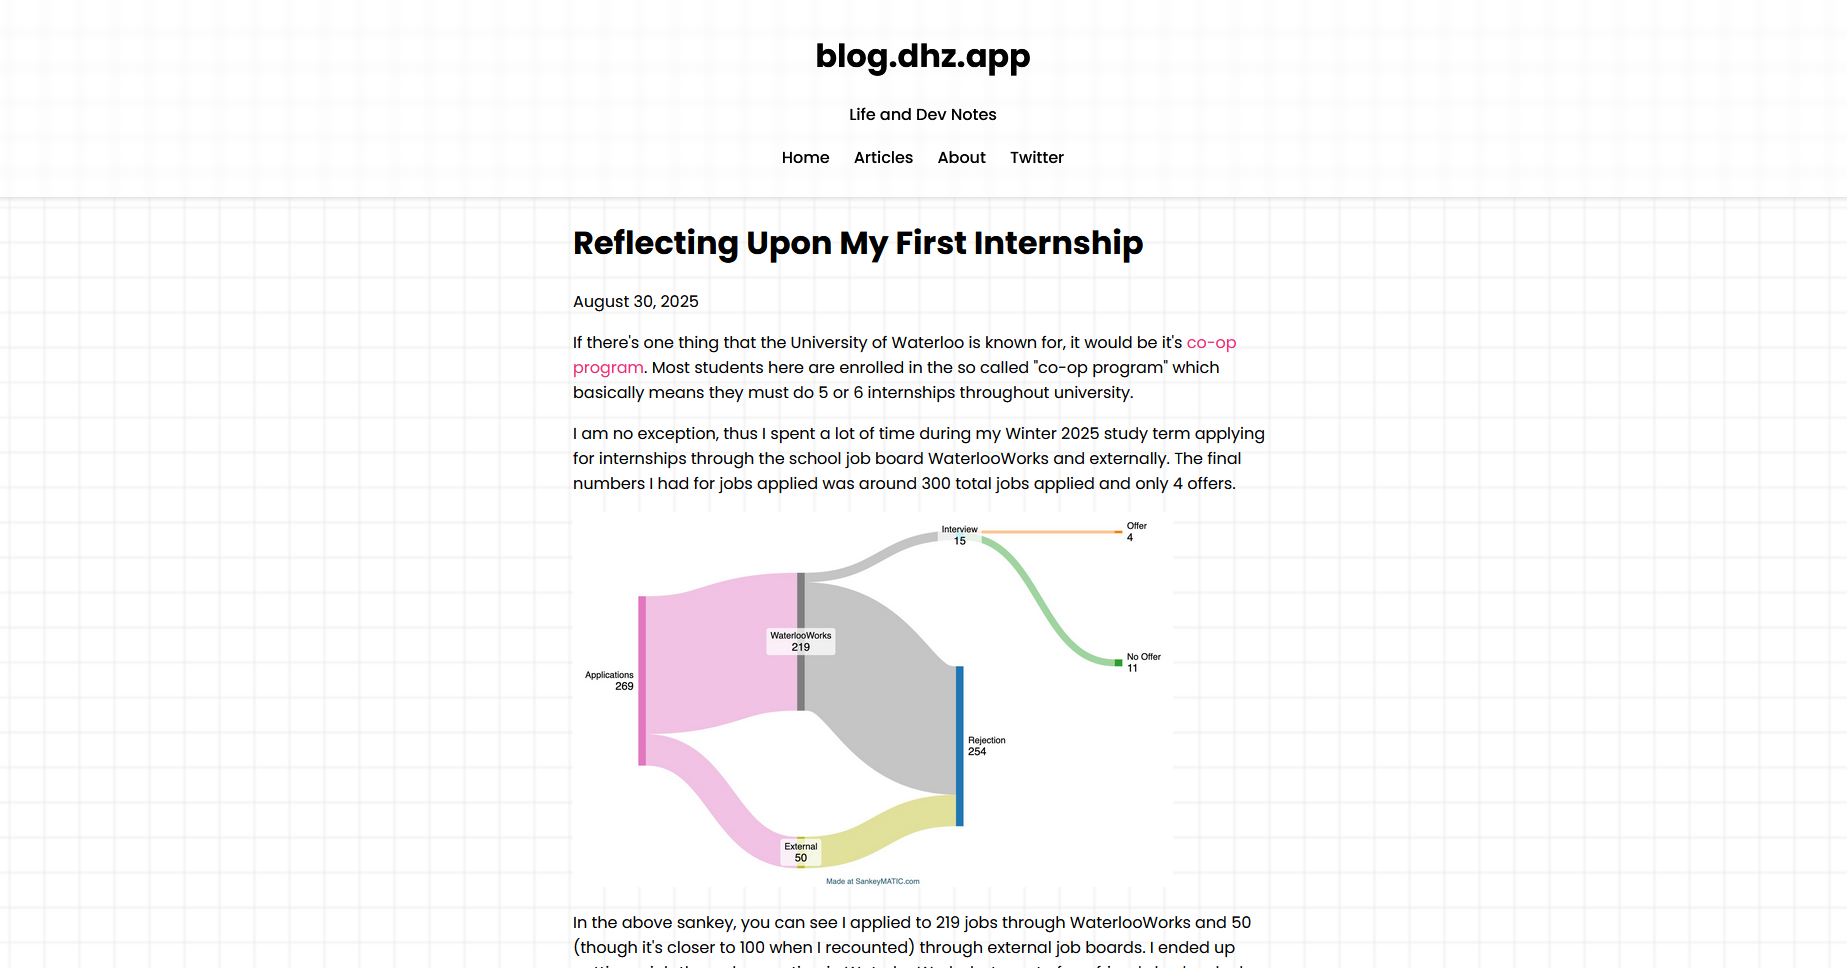 blog.dhz.app
Life and Dev Notes
Home Articles About Twitter
Reflecting Upon My First Internship
August 30, 2025
If there's one thing that the University of Waterloo is known for, it would be it's co-op
program. Most students here are enrolled in the so called "co-op program" which
basically means they must do 5 or 6 internships throughout university.
I am no exception, thus I spent a lot of time during my Winter 2025 study term applying
for internships through the school job board WaterlooWorks and externally. The final
numbers I had for jobs applied was around 300 total jobs applied and only 4 offers.
Interview
15
Offer
4
WaterlooWorks
219
No Offer
11
Applications
269
Rejection
254
External
50
Made at SankeyMATIC.com
In the above sankey, you can see I applied to 219 jobs through WaterlooWorks and 50
(though it's closer to 100 when I recounted) through external job boards. I ended up